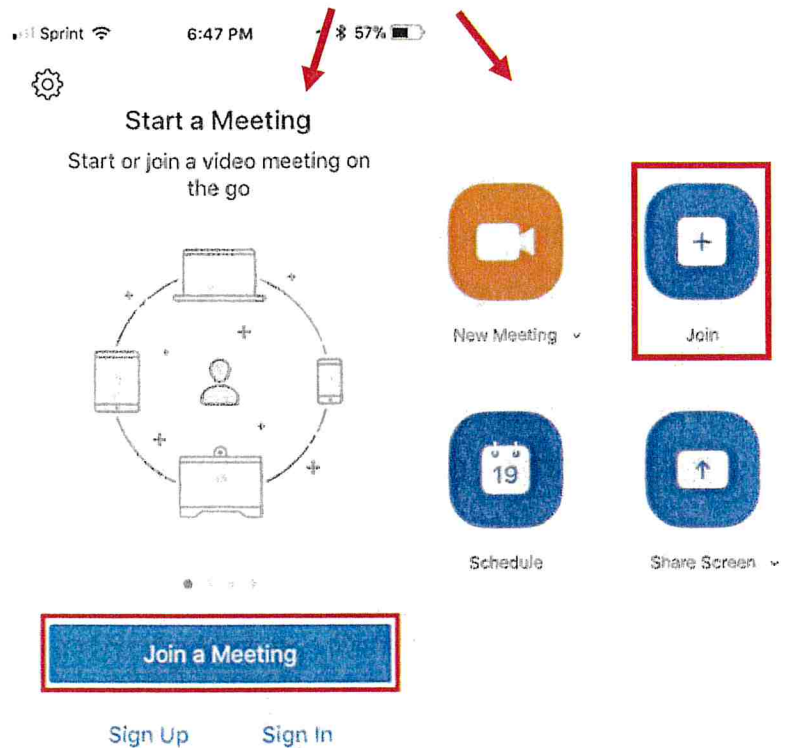 Sprint 6:47 PM 57%
Start a Meeting
Start or join a video meeting on
the go
New Meeting
Join
19
Schedule
Share Screen
Join a Meeting
Sign Up Sign In